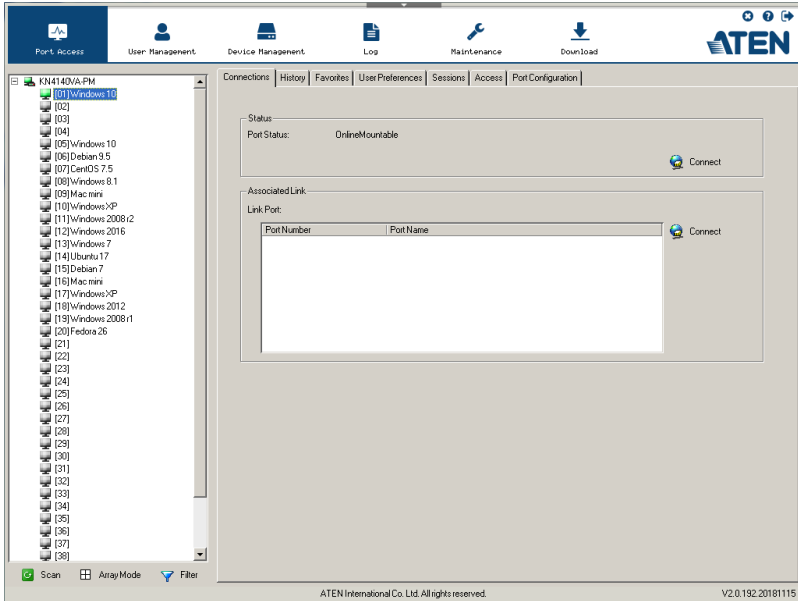 Port Access
User Management
Device Management
Log
Maintenance
Download
ATEN
KN4140VA-PM
[01]Windows 10
[02]
[03]
[04]
[05]Windows 10
[06]Debian 9.5
[07]CentOS 7.5
[08]Windows 8.1
[09]Mac mini
[10]WindowsXP
[11]Windows 2008 r2
[12]Windows 2016
[13]Windows 7
[14]Ubuntu 17
[15]Debian 7
[16]Mac mini
[17]WindowsXP
[18]Windows 2012
[19]Windows 2008 r1
[20]Fedora 26
[21]
[22]
[23]
[24]
[25]
[26]
[27]
[28]
[29]
[30]
[31]
[32]
[33]
[34]
[35]
[36]
[37]
[38]
Scan
Array Mode
Filter
Connections
History
Favorites
User Preferences
Sessions
Access
Port Configuration
Status
Port Status: OnlineMountable
Connect
Associated Link
Link Port:
Port Number
Port Name
Connect
ATEN International Co. Ltd. All rights reserved.
V2.0.192.20181115